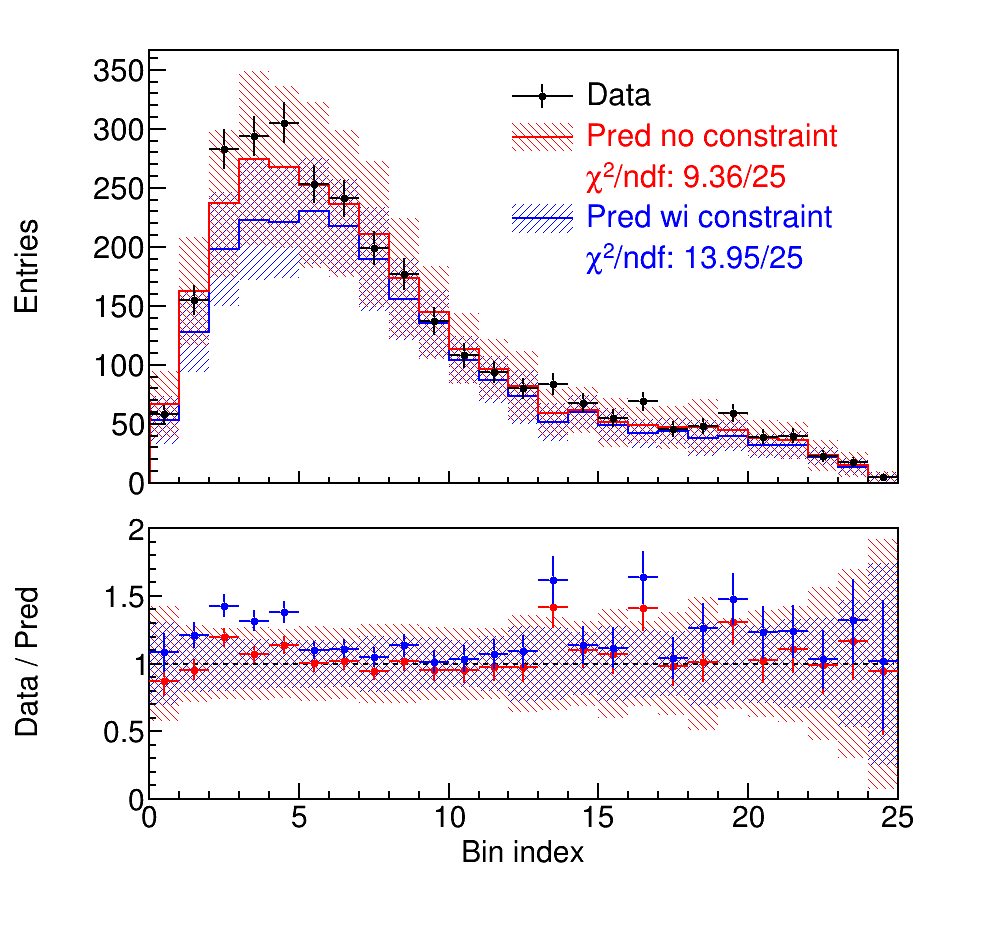 Entries
350
300
250
200
150
100
50
0
Data
Pred no constraint
χ²/ndf: 9.36/25
Pred wi constraint
χ²/ndf: 13.95/25
Data / Pred
2
1.5
1
0.5
0
0 5 10 15 20 25
Bin index